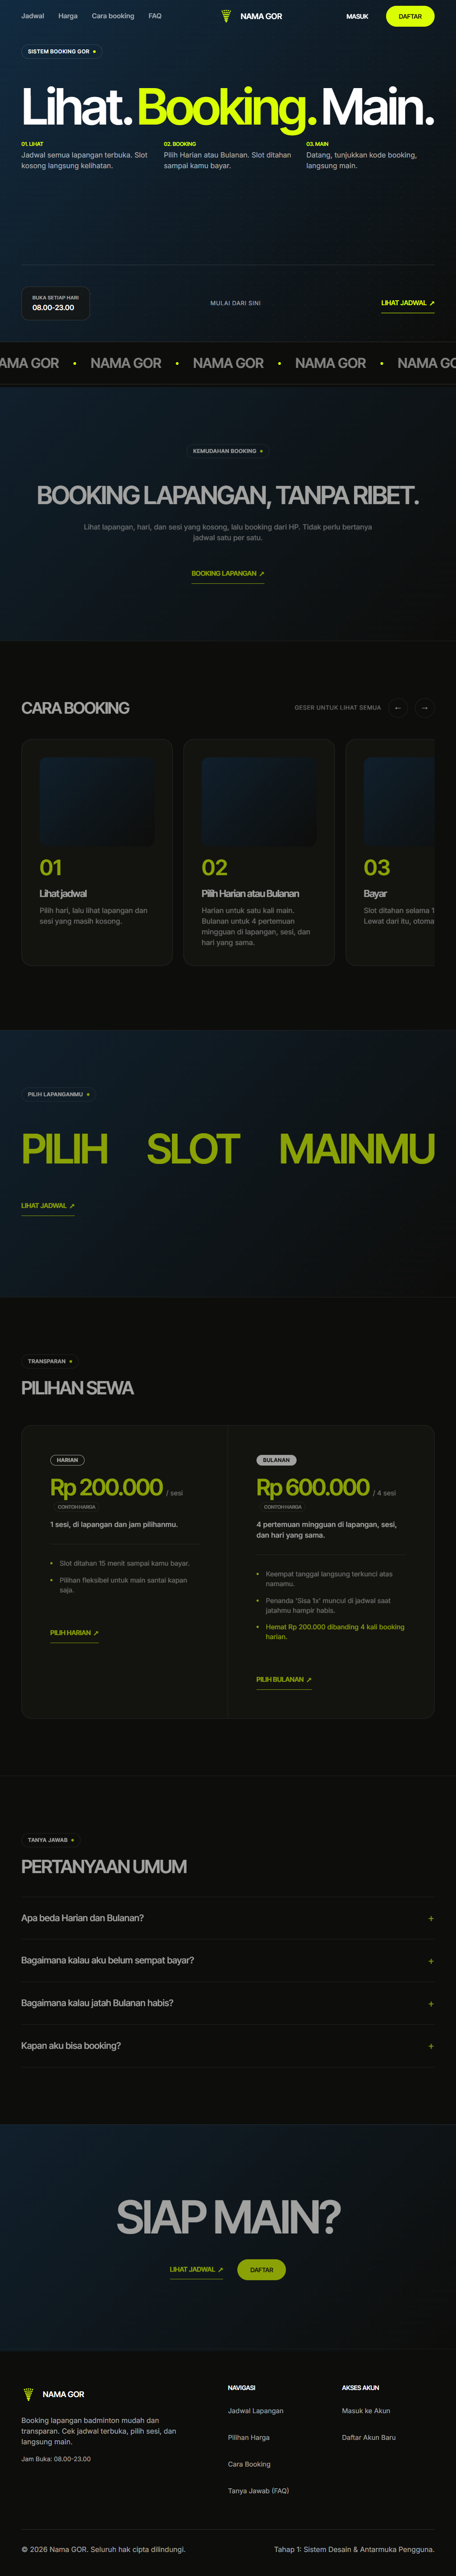 Jadwal Harga Cara booking FAQ NAMA GOR MASUK DAFTAR
SISTEM BOOKING GOR
Lihat. Booking. Main.
01. LIHAT
Jadwal semua lapangan terbuka. Slot
kosong langsung kelihatan.
02. BOOKING
Pilih Harian atau Bulanan. Slot ditahan
sampai kamu bayar.
03. MAIN
Datang, tunjukkan kode booking,
langsung main.
BUKA SETIAP HARI
08.00-23.00
MULAI DARI SINI
LIHAT JADWAL ↗
AMA GOR • NAMA GOR • NAMA GOR • NAMA GOR • NAMA GO
KEMUDAHAN BOOKING
BOOKING LAPANGAN, TANPA RIBET.
Lihat lapangan, hari, dan sesi yang kosong, lalu booking dari HP. Tidak perlu bertanya
jadwal satu per satu.
BOOKING LAPANGAN ↗
CARA BOOKING
GESER UNTUK LIHAT SEMUA ← →
01
Lihat jadwal
Pilih hari, lalu lihat lapangan dan
sesi yang masih kosong.
02
Pilih Harian atau Bulanan
Harian untuk sekali main.
Bulanan untuk 4 pertemuan
mingguan di lapangan, sesi, dan
hari yang sama.
03
Bayar
Slot ditahan selama 1
Lewat dari itu, otoma
PILIH LAPANGANMU
PILIH SLOT MAINMU
LIHAT JADWAL ↗
TRANSPARAN
PILIHAN SEWA
HARIAN
Rp 200.000 / sesi
CONTOH HARGA
1 sesi, di lapangan dan jam pilihanmu.
• Slot ditahan 15 menit sampai kamu bayar.
• Pilihan fleksibel untuk main santai kapan
saja.
PILIH HARIAN ↗
BULANAN
Rp 600.000 / 4 sesi
CONTOH HARGA
4 pertemuan mingguan di lapangan, sesi,
dan hari yang sama.
• Keempat tanggal langsung terkunci atas
namamu.
• Penanda 'Sisa 1x' muncul di jadwal saat
jatahmu hampir habis.
• Hemat Rp 200.000 dibanding 4 kali booking
harian.
PILIH BULANAN ↗
TANYA JAWAB
PERTANYAAN UMUM
Apa beda Harian dan Bulanan? +
Bagaimana kalau aku belum sempat bayar? +
Bagaimana kalau jatah Bulanan habis? +
Kapan aku bisa booking? +
SIAP MAIN?
LIHAT JADWAL ↗ DAFTAR
NAMA GOR
Booking lapangan badminton mudah dan
transparan. Cek jadwal terbuka, pilih sesi, dan
langsung main.
Jam Buka: 08.00-23.00
NAVIGASI
Jadwal Lapangan
Pilihan Harga
Cara Booking
Tanya Jawab (FAQ)
AKSES AKUN
Masuk ke Akun
Daftar Akun Baru
© 2026 Nama GOR. Seluruh hak cipta dilindungi.
Tahap 1: Sistem Desain & Antarmuka Pengguna.